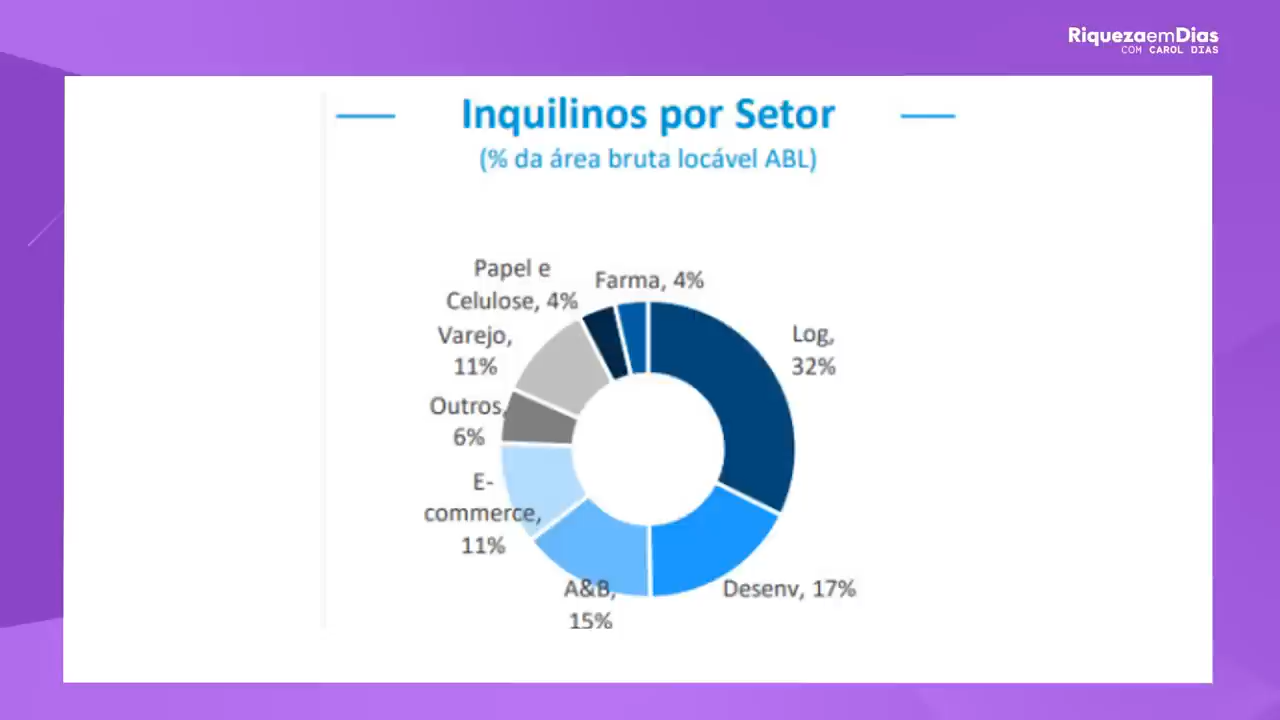 RiquezaemDias
COM CAROL DIAS
Inquilinos por Setor
(% da área bruta locável ABL)
Papel e
Celulose, 4%
Farma, 4%
Varejo,
11%
Log,
32%
Outros,
6%
E-
commerce,
11%
A&B,
15%
Desenv, 17%